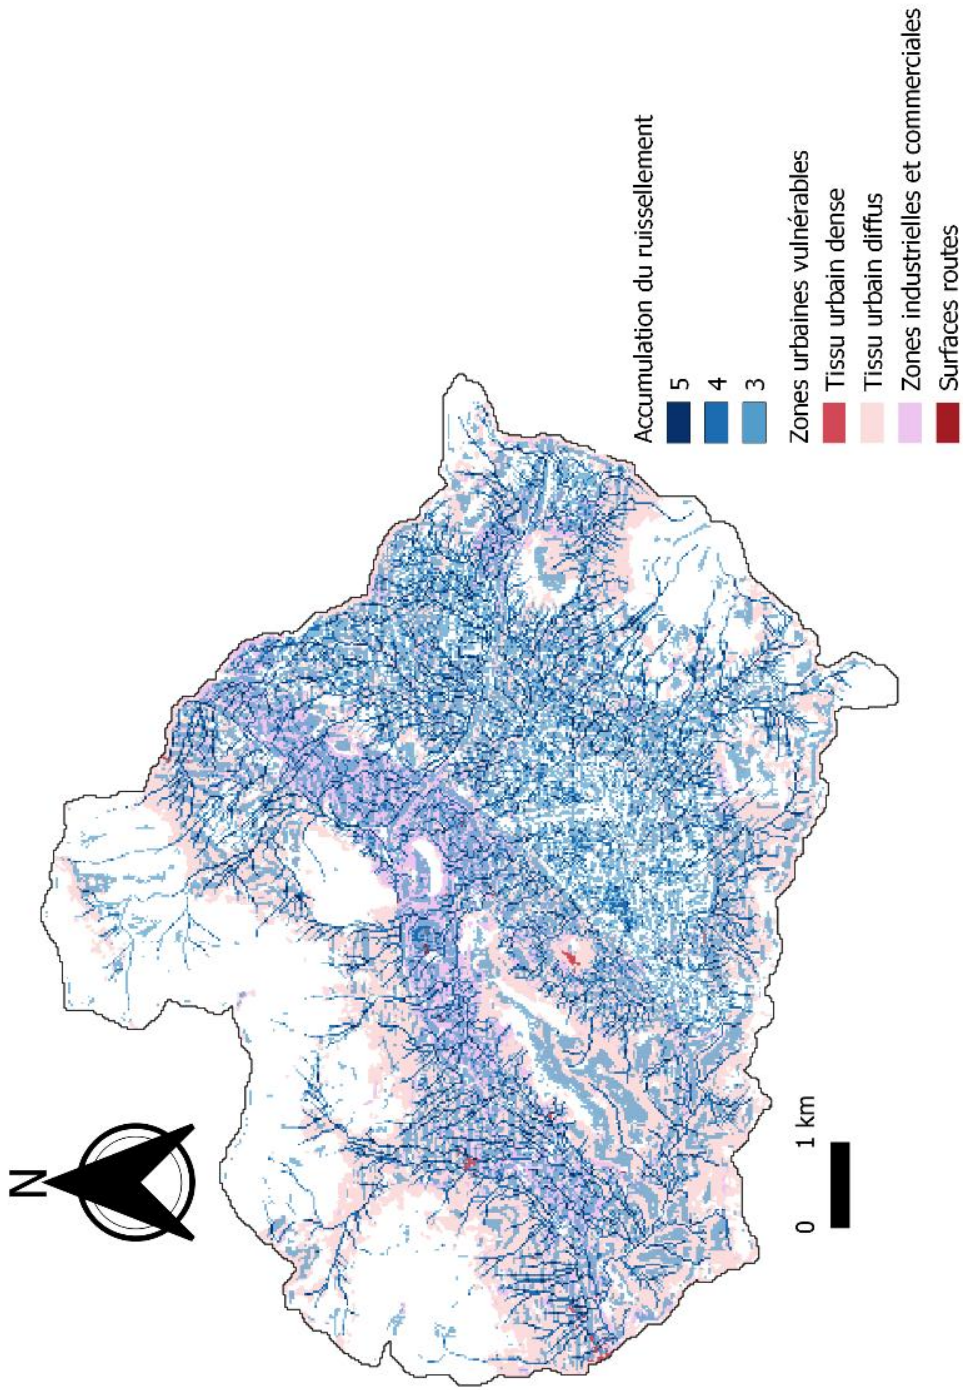 N
0 1 km
Accumulation du ruissellement
5
4
3
Zones urbaines vulnérables
Tissu urbain dense
Tissu urbain diffus
Zones industrielles et commerciales
Surfaces routes